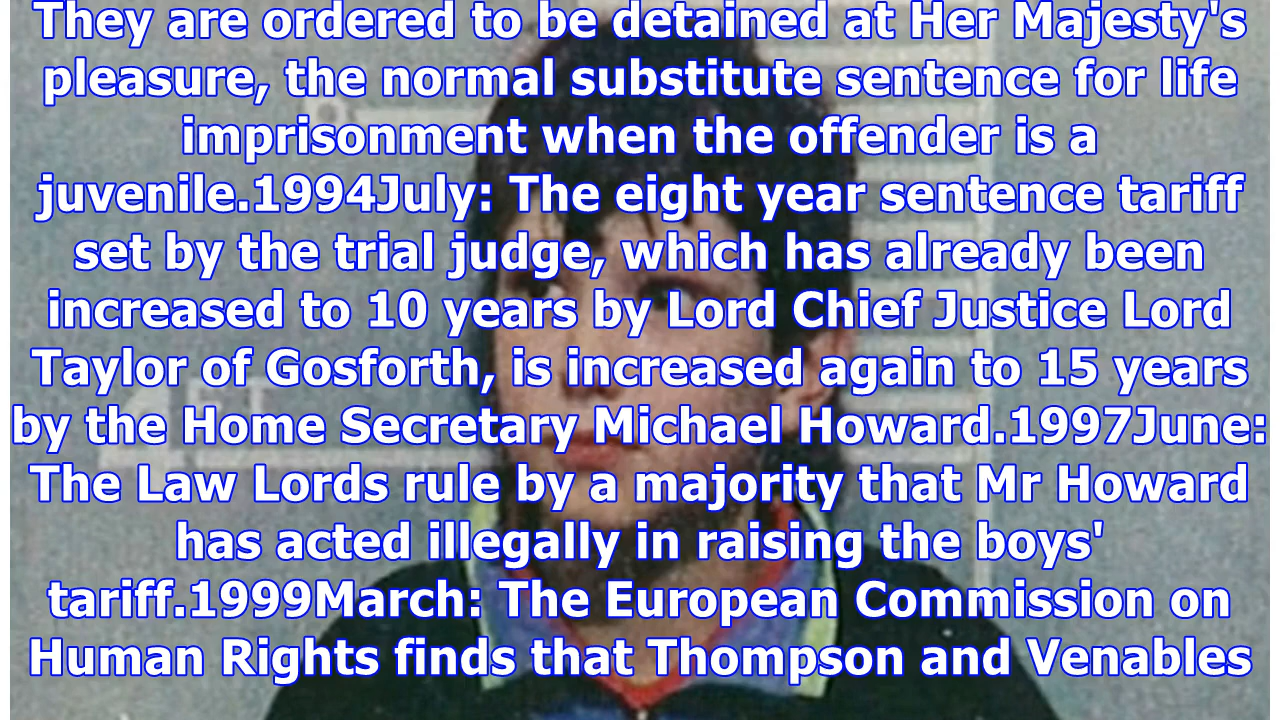 They are ordered to be detained at Her Majesty's
pleasure, the normal substitute sentence for life
imprisonment when the offender is a
juvenile.1994July: The eight year sentence tariff
set by the trial judge, which has already been
increased to 10 years by Lord Chief Justice Lord
Taylor of Gosforth, is increased again to 15 years
by the Home Secretary Michael Howard.1997June:
The Law Lords rule by a majority that Mr Howard
has acted illegally in raising the boys'
tariff.1999March: The European Commission on
Human Rights finds that Thompson and Venables